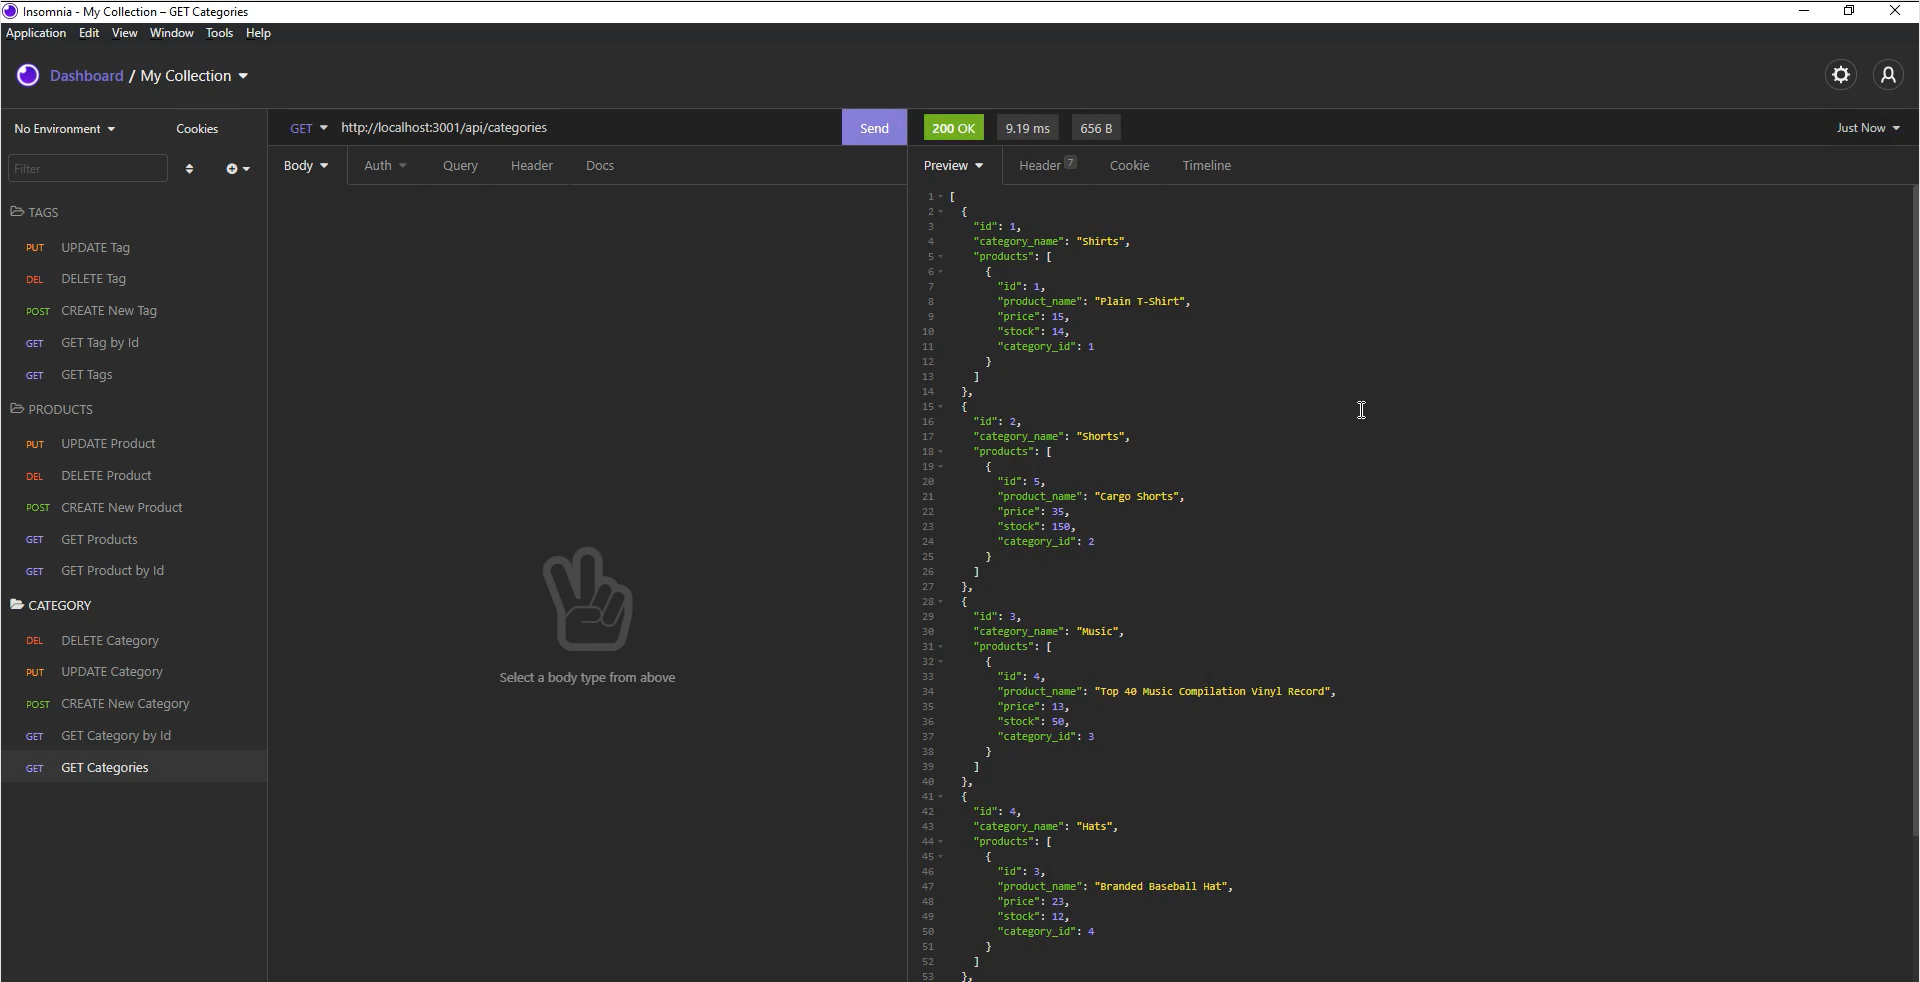 Insomnia - My Collection – GET Categories
Application Edit View Window Tools Help
Dashboard / My Collection
No Environment Cookies
Filter
TAGS
PUT UPDATE Tag
DEL DELETE Tag
POST CREATE New Tag
GET GET Tag by Id
GET GET Tags
PRODUCTS
PUT UPDATE Product
DEL DELETE Product
POST CREATE New Product
GET GET Products
GET GET Product by Id
CATEGORY
DEL DELETE Category
PUT UPDATE Category
POST CREATE New Category
GET GET Category by Id
GET GET Categories
GET http://localhost:3001/api/categories Send
Body Auth Query Header Docs
Select a body type from above
200 OK 9.19 ms 656 B Just Now
Preview Header 7 Cookie Timeline
1 [
2 {
3 "id": 1,
4 "category_name": "Shirts",
5 "products": [
6 {
7 "id": 1,
8 "product_name": "Plain T-Shirt",
9 "price": 15,
10 "stock": 14,
11 "category_id": 1
12 }
13 ]
14 },
15 {
16 "id": 2,
17 "category_name": "Shorts",
18 "products": [
19 {
20 "id": 5,
21 "product_name": "Cargo Shorts",
22 "price": 35,
23 "stock": 150,
24 "category_id": 2
25 }
26 ]
27 },
28 {
29 "id": 3,
30 "category_name": "Music",
31 "products": [
32 {
33 "id": 4,
34 "product_name": "Top 40 Music Compilation Vinyl Record",
35 "price": 13,
36 "stock": 50,
37 "category_id": 3
38 }
39 ]
40 },
41 {
42 "id": 4,
43 "category_name": "Hats",
44 "products": [
45 {
46 "id": 3,
47 "product_name": "Branded Baseball Hat",
48 "price": 23,
49 "stock": 12,
50 "category_id": 4
51 }
52 ]
53 },